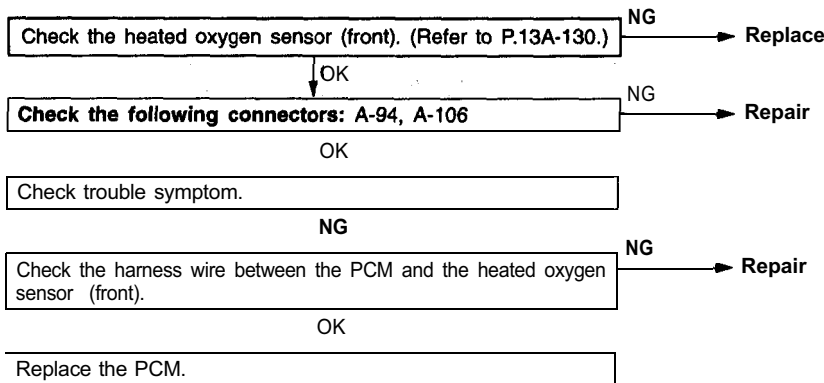 NG
Check the heated oxygen sensor (front). (Refer to P.13A-130.)
Replace
OK
NG
Check the following connectors: A-94, A-106
Repair
OK
Check trouble symptom.
NG
NG
Check the harness wire between the PCM and the heated oxygen
sensor (front).
Repair
OK
Replace the PCM.